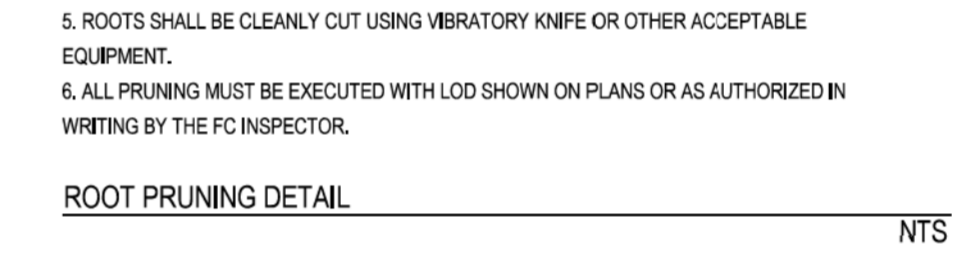 5. ROOTS SHALL BE CLEANLY CUT USING VIBRATORY KNIFE OR OTHER ACCEPTABLE
EQUIPMENT.
6. ALL PRUNING MUST BE EXECUTED WITH LOD SHOWN ON PLANS OR AS AUTHORIZED IN
WRITING BY THE FC INSPECTOR.
ROOT PRUNING DETAIL
NTS